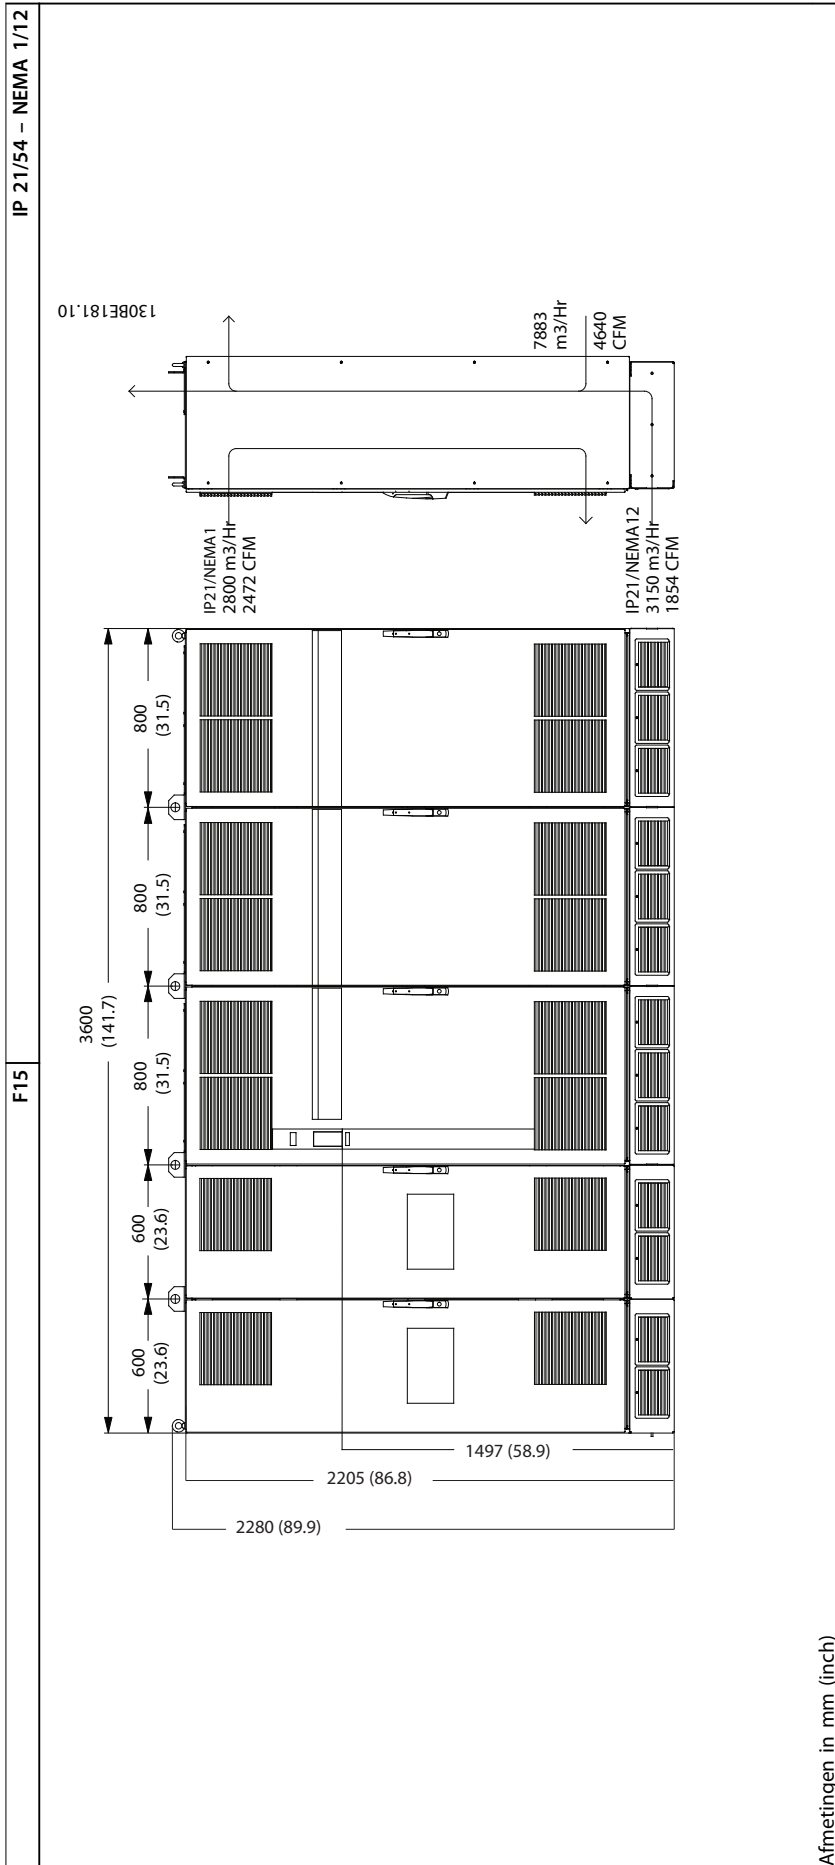 F15
IP 21/54 – NEMA 1/12
130BE181.10
3600
(141.7)
600
(23.6)
600
(23.6)
800
(31.5)
800
(31.5)
800
(31.5)
2280 (89.9)
2205 (86.8)
1497 (58.9)
IP21/NEMA1
2800 m3/Hr
2472 CFM
IP21/NEMA12
3150 m3/Hr
1854 CFM
7883
m3/Hr
4640
CFM
Afmetingen in mm (inch)